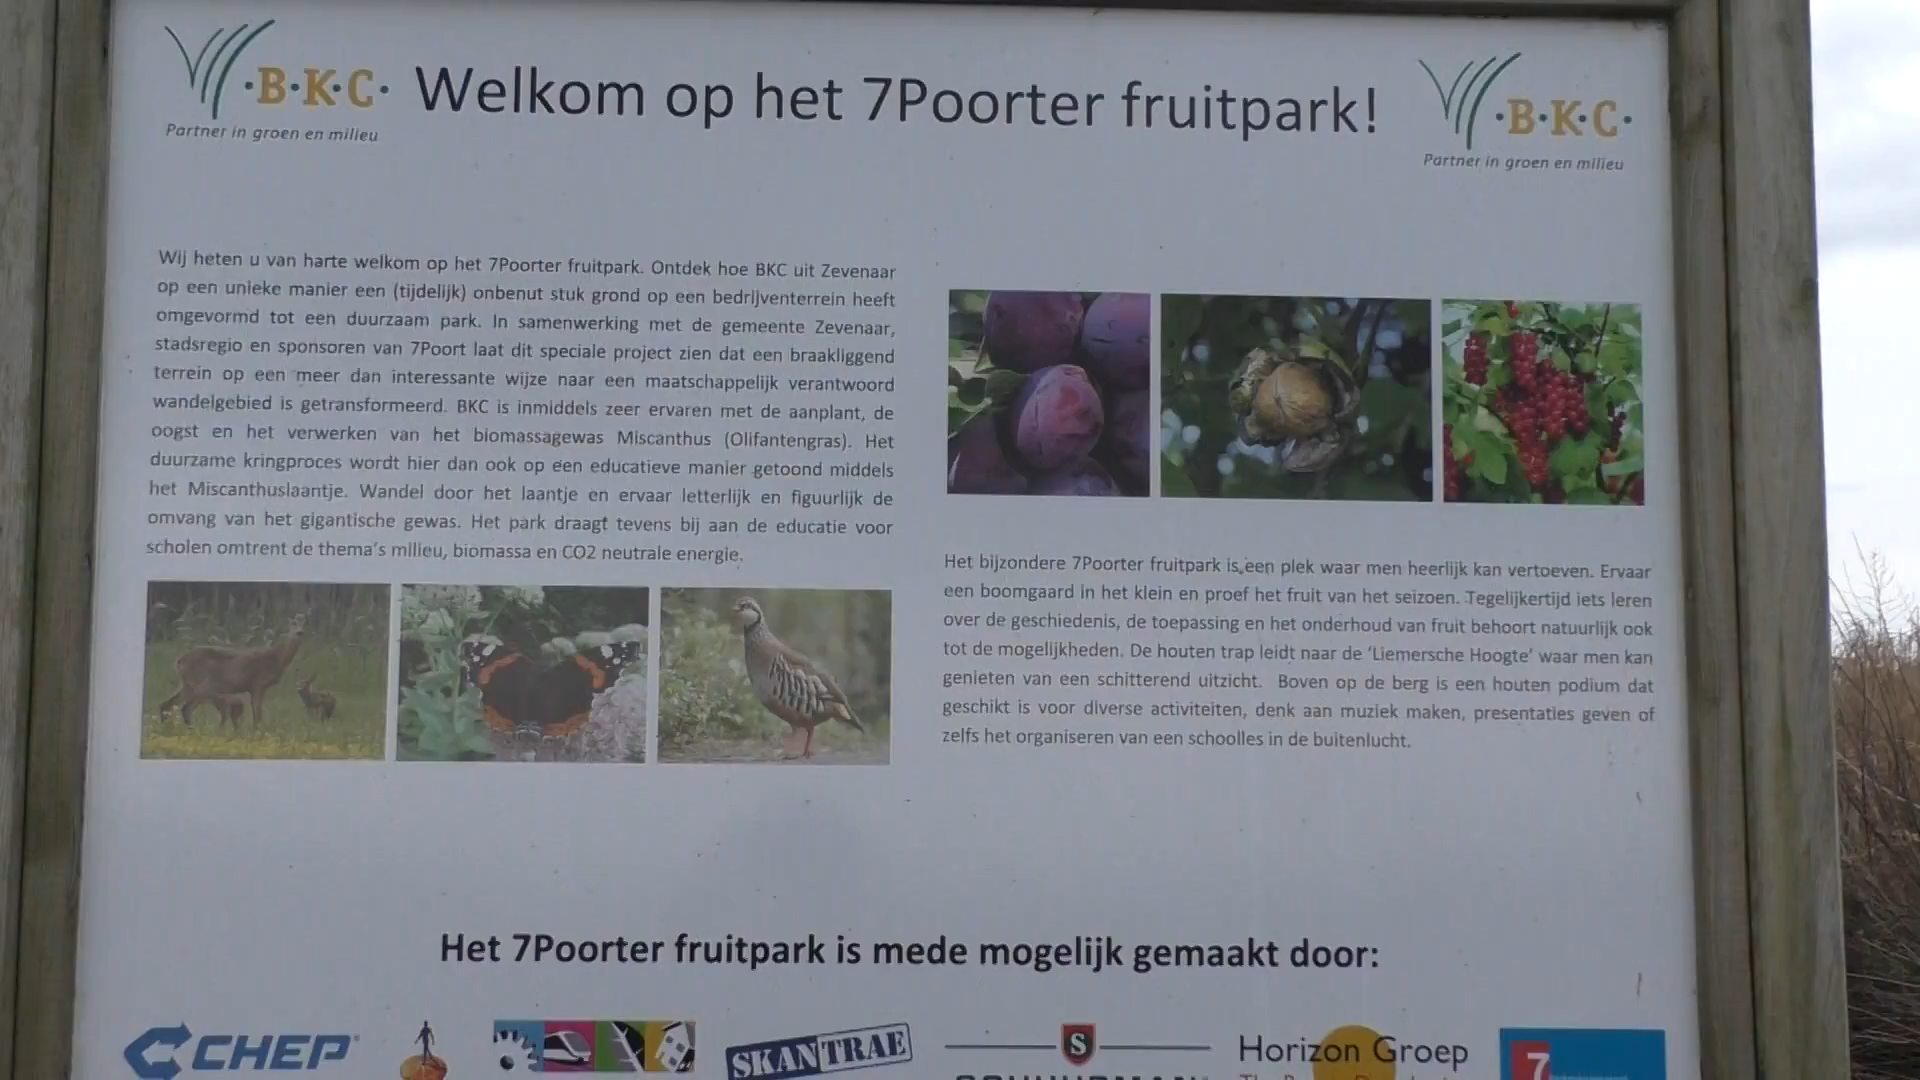 B·K·C·
Partner in groen en milieu
Welkom op het 7Poorter fruitpark!
B·K·C·
Partner in groen en milieu
Wij heten u van harte welkom op het 7Poorter fruitpark. Ontdek hoe BKC uit Zevenaar
op een unieke manier een (tijdelijk) onbenut stuk grond op een bedrijventerrein heeft
omgevormd tot een duurzaam park. In samenwerking met de gemeente Zevenaar,
stadsregio en sponsoren van 7Poort laat dit speciale project zien dat een braakliggend
terrein op een meer dan interessante wijze naar een maatschappelijk verantwoord
wandelgebied is getransformeerd. BKC is inmiddels zeer ervaren met de aanplant, de
oogst en het verwerken van het biomassagewas Miscanthus (Olifantengras). Het
duurzame kringproces wordt hier dan ook op een educatieve manier getoond middels
het Miscanthuslaantje. Wandel door het laantje en ervaar letterlijk en figuurlijk de
omvang van het gigantische gewas. Het park draagt tevens bij aan de educatie voor
scholen omtrent de thema's milieu, biomassa en CO2 neutrale energie.
Het bijzondere 7Poorter fruitpark is een plek waar men heerlijk kan vertoeven. Ervaar
een boomgaard in het klein en proef het fruit van het seizoen. Tegelijkertijd iets leren
over de geschiedenis, de toepassing en het onderhoud van fruit behoort natuurlijk ook
tot de mogelijkheden. De houten trap leidt naar de 'Liemersche Hoogte' waar men kan
genieten van een schitterend uitzicht. Boven op de berg is een houten podium dat
geschikt is voor diverse activiteiten, denk aan muziek maken, presentaties geven of
zelfs het organiseren van een schoolles in de buitenlucht.
Het 7Poorter fruitpark is mede mogelijk gemaakt door:
CHEP
SKANTRAE
S
Horizon Groep
7